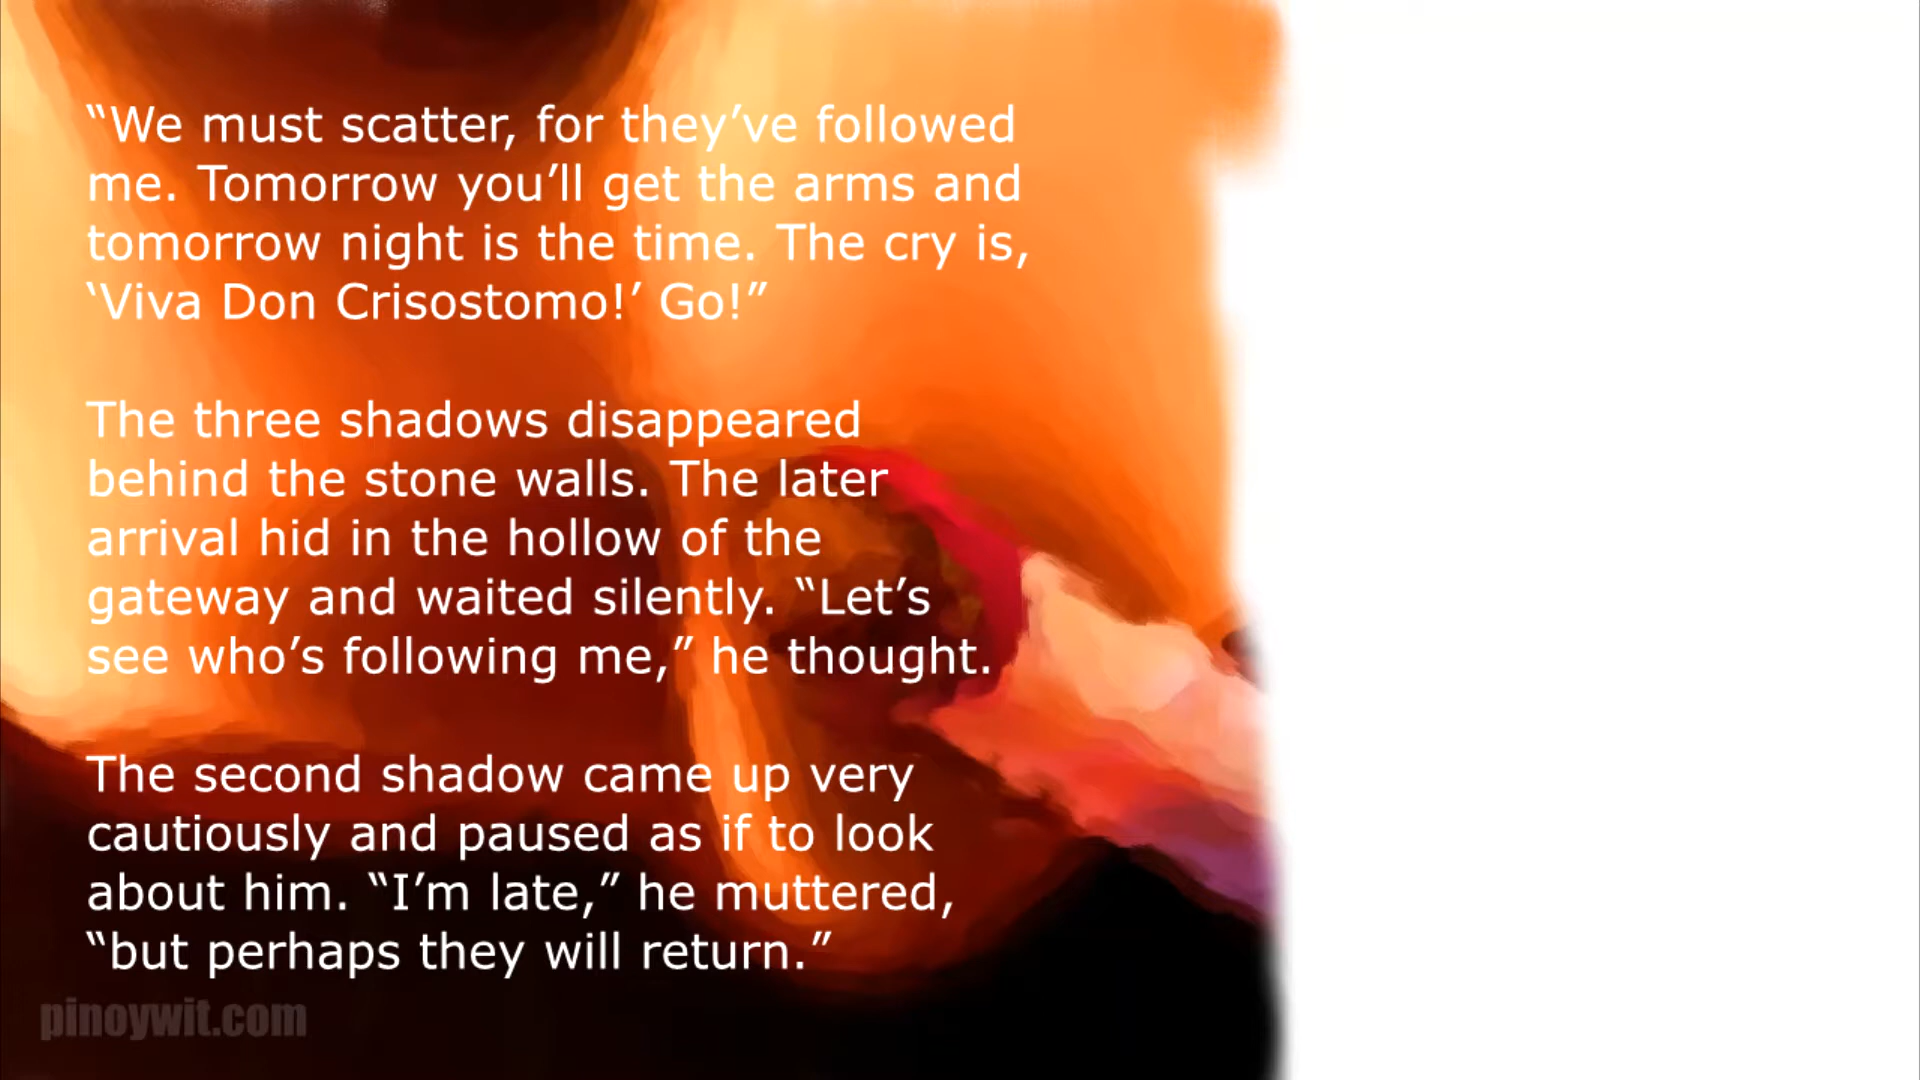 “We must scatter, for they’ve followed
me. Tomorrow you’ll get the arms and
tomorrow night is the time. The cry is,
‘Viva Don Crisostomo!’ Go!”
The three shadows disappeared
behind the stone walls. The later
arrival hid in the hollow of the
gateway and waited silently. “Let’s
see who’s following me,” he thought.
The second shadow came up very
cautiously and paused as if to look
about him. “I’m late,” he muttered,
“but perhaps they will return.”
pinoywit.com